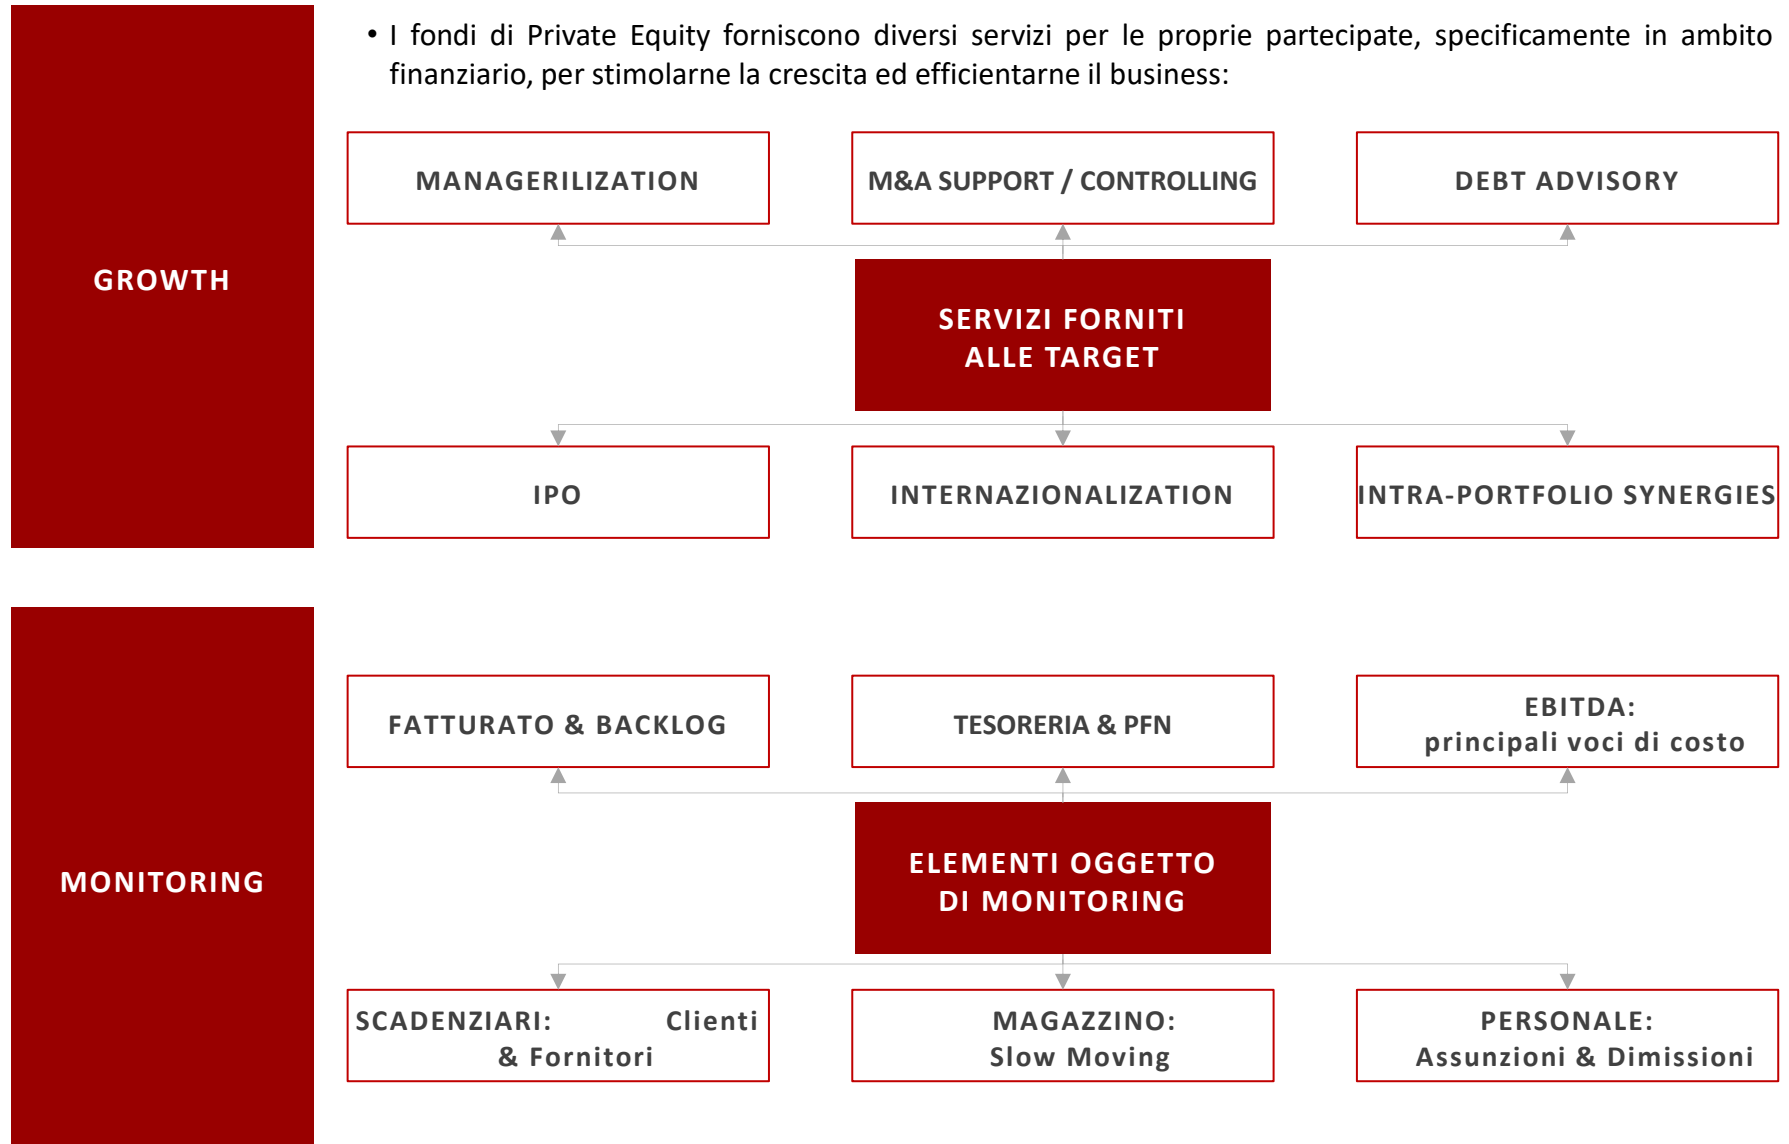 • I fondi di Private Equity forniscono diversi servizi per le proprie partecipate, specificamente in ambito
finanziario, per stimolarne la crescita ed efficientarne il business:
GROWTH
MANAGERILIZATION
M&A SUPPORT / CONTROLLING
DEBT ADVISORY
SERVIZI FORNITI
ALLE TARGET
IPO
INTERNAZIONALIZATION
INTRA-PORTFOLIO SYNERGIES
MONITORING
FATTURATO & BACKLOG
TESORERIA & PFN
EBITDA:
principali voci di costo
ELEMENTI OGGETTO
DI MONITORING
SCADENZIARI: Clienti
& Fornitori
MAGAZZINO:
Slow Moving
PERSONALE:
Assunzioni & Dimissioni